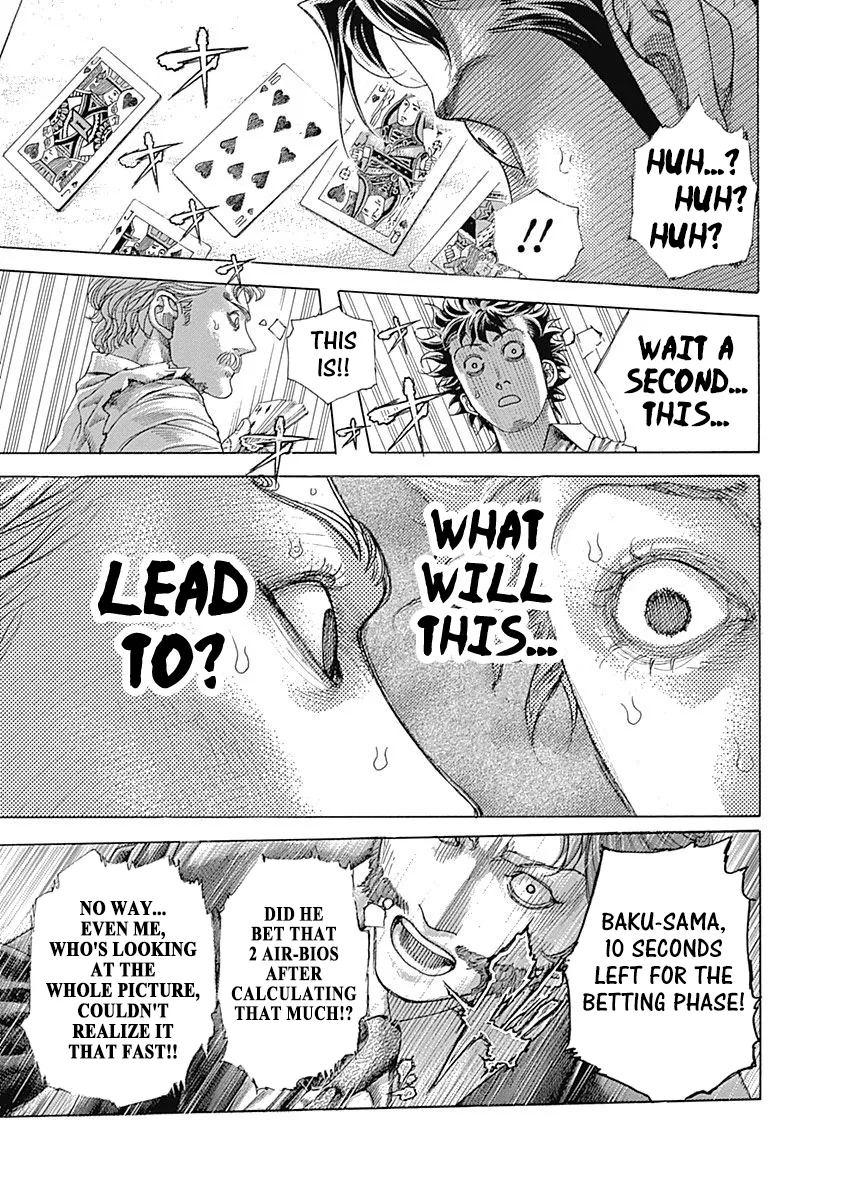 HUH...?
HUH?
HUH?
!!
WAIT A
SECOND...
THIS...
THIS
IS!!
WHAT
WILL
THIS...
LEAD
TO?
BAKU-SAMA,
10 SECONDS
LEFT FOR THE
BETTING PHASE!
DID HE
BET THAT
2 AIR-BIOS
AFTER
CALCULATING
THAT MUCH!?
NO WAY...
EVEN ME,
WHO'S LOOKING
AT THE
WHOLE PICTURE,
COULDN'T
REALIZE IT
THAT FAST!!